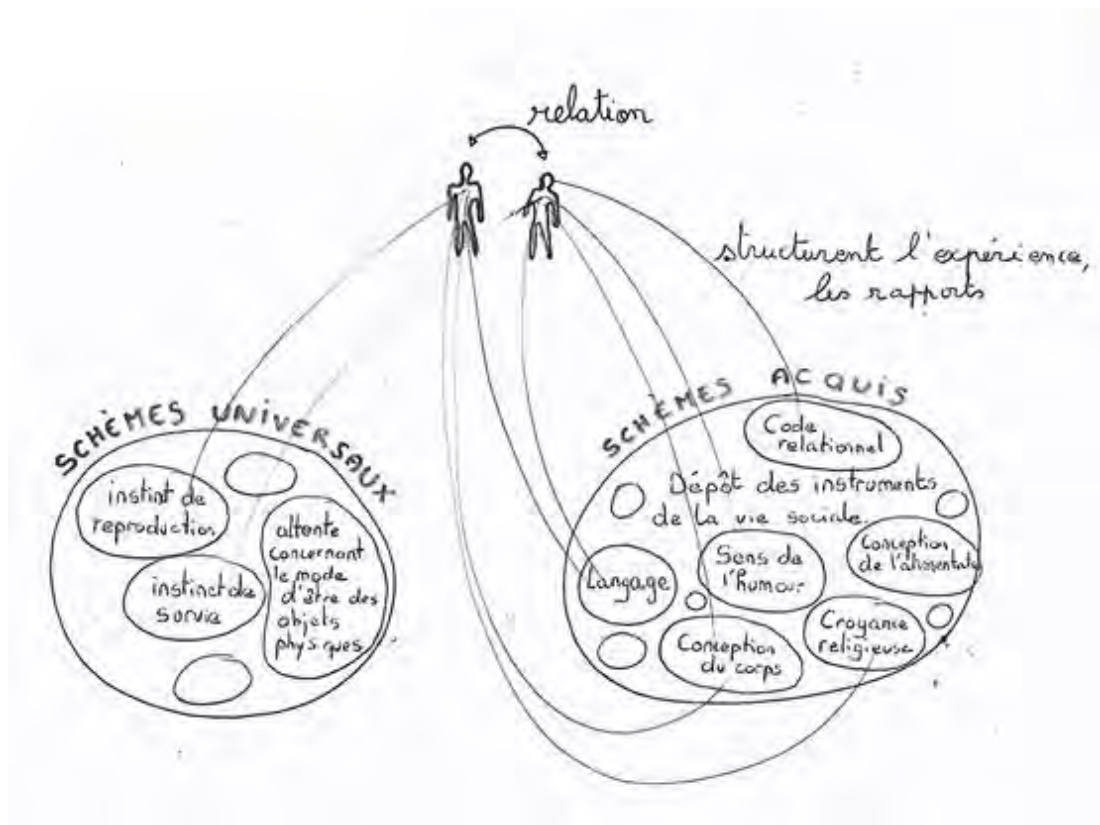 relation
structurent l'expérience,
les rapports
SCHÈMES UNIVERSAUX
instint de
reproduction
instinct de
survie
attente
concernant
le mode
d'être des
objets
physiques
SCHÈMES ACQUIS
Code
relationnel
Dépôt des instruments
de la vie sociale.
Langage
Sens de
l'humour
Conception
Conception
du corps
Croyance
religieuse